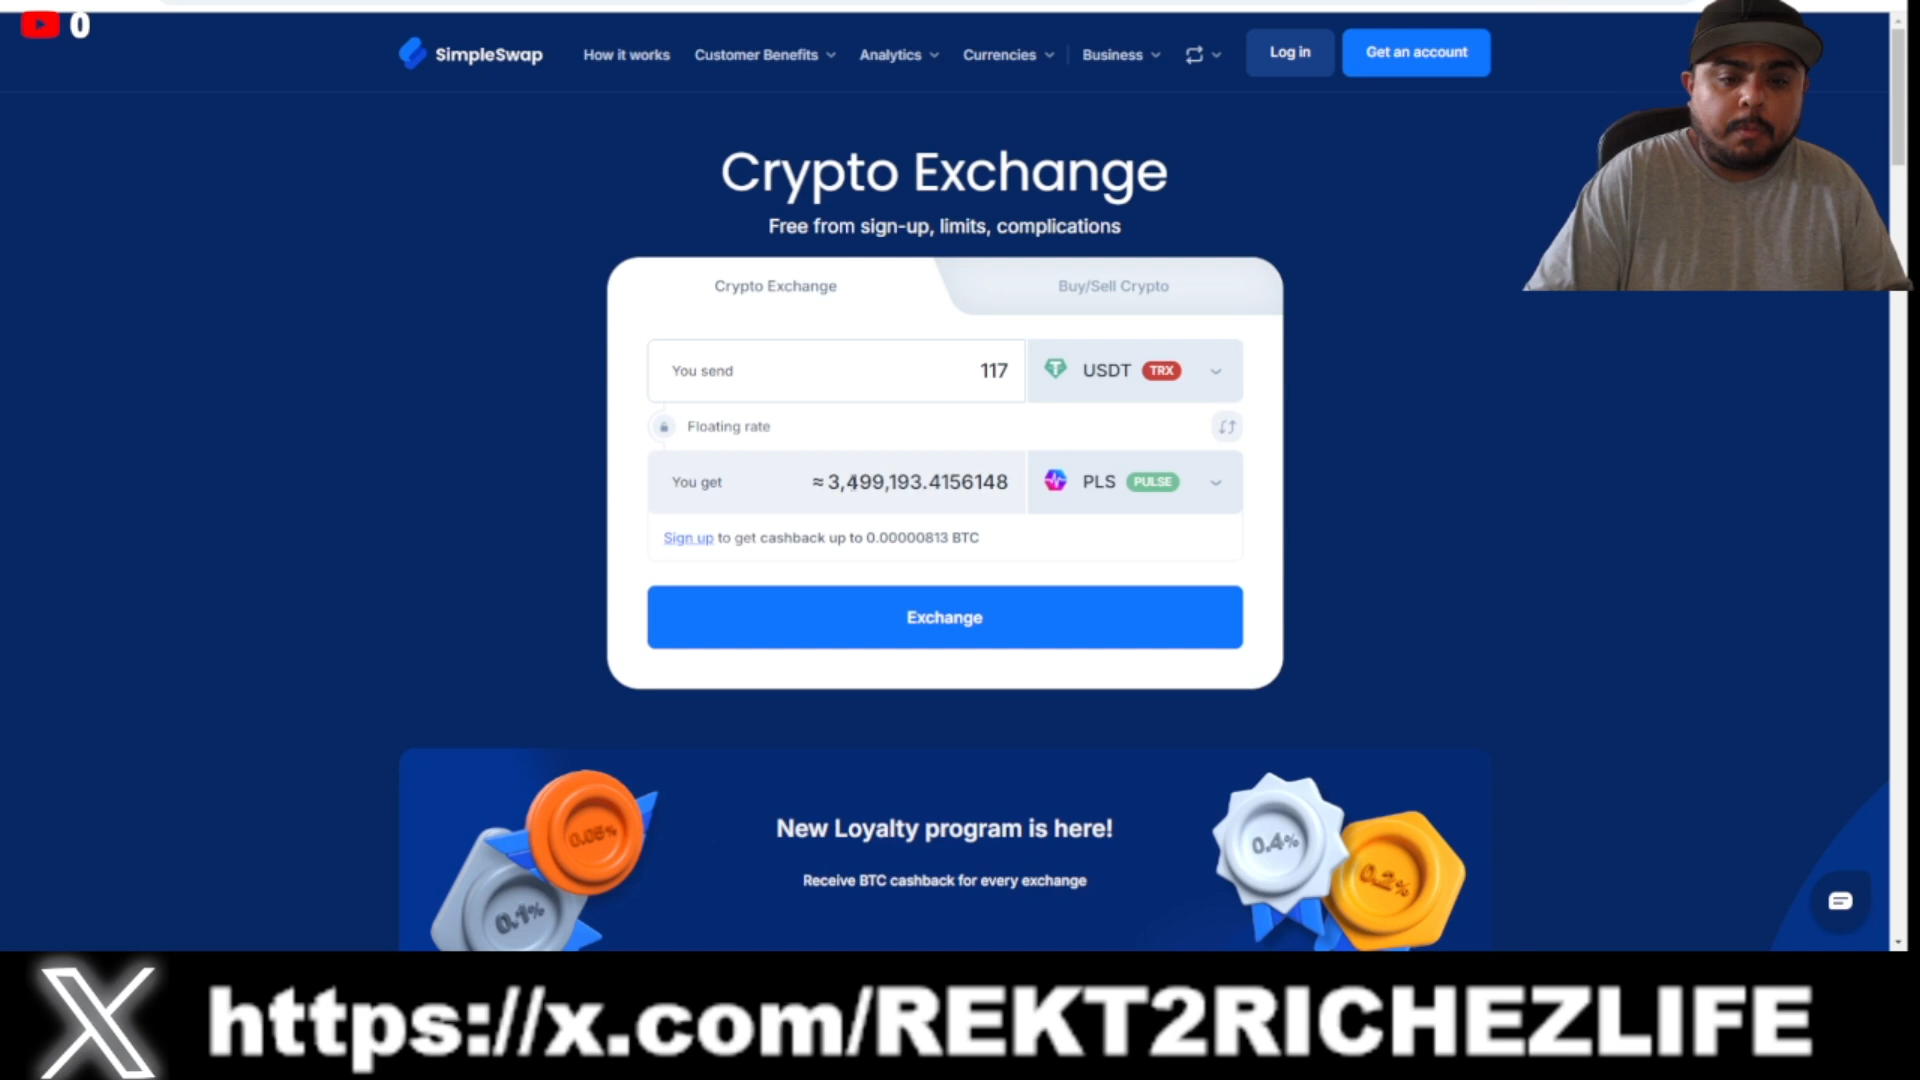 0
SimpleSwap
How it works
Customer Benefits
Analytics
Currencies
Business
Log in
Get an account
Crypto Exchange
Free from sign-up, limits, complications
Crypto Exchange
Buy/Sell Crypto
You send 117 USDT TRX
Floating rate
You get ≈ 3,499,193.4156148 PLS PULSE
Sign up to get cashback up to 0.00000813 BTC
Exchange
New Loyalty program is here!
Receive BTC cashback for every exchange
0.05%
0.1%
0.4%
0.2%
X https://x.com/REKT2RICHEZLIFE